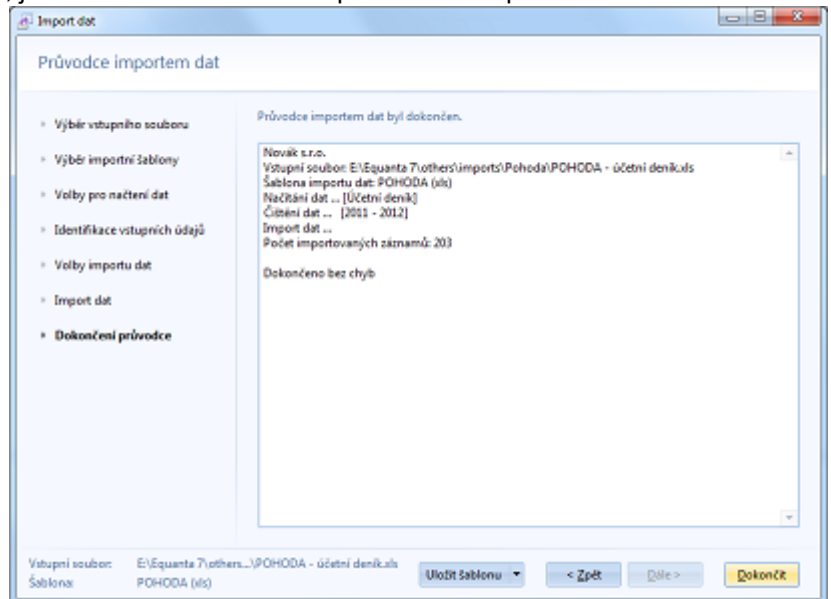 Import dat
Průvodce importem dat
Výběr vstupního souboru
Výběr importní šablony
Volby pro načtení dat
Identifikace vstupních údajů
Volby importu dat
Import dat
Dokončení průvodce
Průvodce importem dat byl dokončen.
Novák s.r.o.
Vstupní soubor: E:\Equanta 7\others\imports\Pohoda\POHODA - účetní deník.xls
Šablona importu dat: POHODA (xls)
Načítání dat ... [Účetní deník]
Čištění dat ... [2011 - 2012]
Import dat ...
Počet importovaných záznamů: 203
Dokončeno bez chyb
Vstupní soubor: E:\Equanta 7\others...\POHODA - účetní deník.xls
Šablona: POHODA (xls)
Uložit šablonu
< Zpět
Dále >
Dokončit